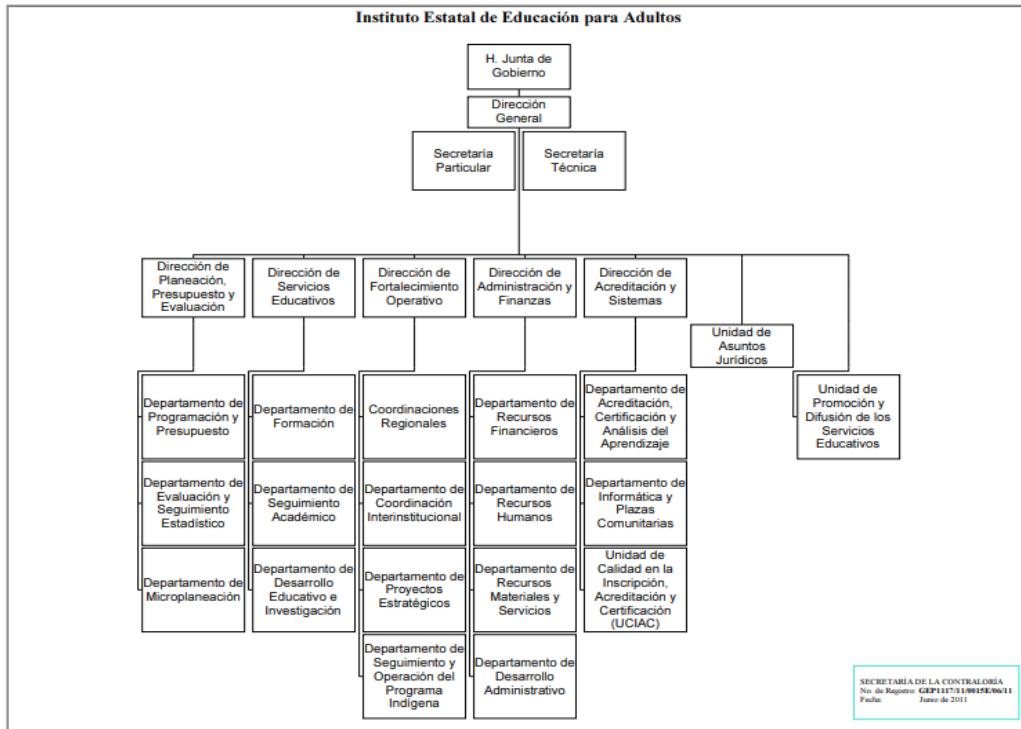 Instituto Estatal de Educación para Adultos
H. Junta de
Gobierno
Dirección
General
Secretaría
Particular
Secretaría
Técnica
Dirección de
Planeación,
Presupuesto y
Evaluación
Dirección de
Servicios
Educativos
Dirección de
Fortalecimiento
Operativo
Dirección de
Administración y
Finanzas
Dirección de
Acreditación y
Sistemas
Unidad de
Asuntos
Jurídicos
Departamento de
Programación y
Presupuesto
Departamento de
Formación
Coordinaciones
Regionales
Departamento de
Recursos
Financieros
Departamento de
Acreditación,
Certificación y
Análisis del
Aprendizaje
Unidad de
Promoción y
Difusión de los
Servicios
Educativos
Departamento de
Evaluación y
Seguimiento
Estadístico
Departamento de
Seguimiento
Académico
Departamento de
Coordinación
Interinstitucional
Departamento de
Recursos
Humanos
Departamento de
Informática y
Plazas
Comunitarias
Departamento de
Microplaneación
Departamento de
Desarrollo
Educativo e
Investigación
Departamento de
Proyectos
Estratégicos
Departamento de
Recursos
Materiales y
Servicios
Unidad de
Calidad en la
Inscripción,
Acreditación y
Certificación
(UCIAC)
Departamento de
Seguimiento y
Operación del
Programa
Indígena
Departamento de
Desarrollo
Administrativo
SECRETARÍA DE LA CONTRALORÍA
No. de Registro: GEP1117/11/0015E/06/11
Fecha: Junio de 2011